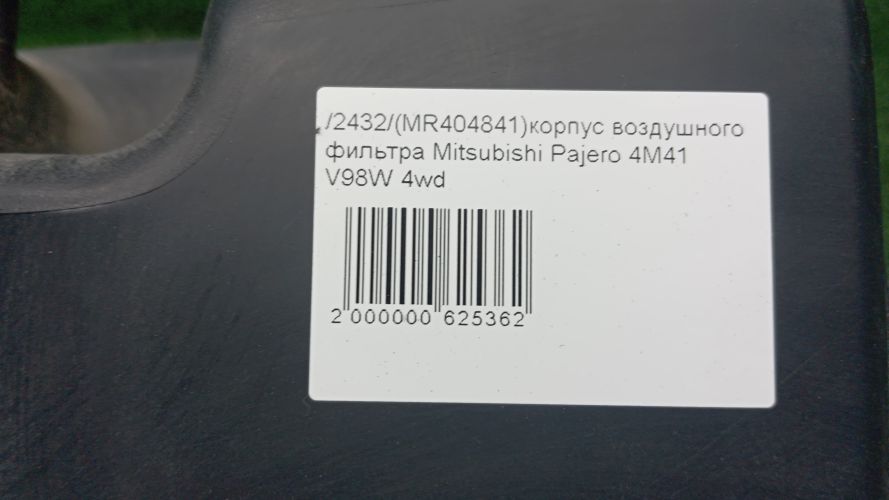 /2432/(MR404841)корпус воздушного
фильтра Mitsubishi Pajero 4M41
V98W 4wd
2 000000 625362